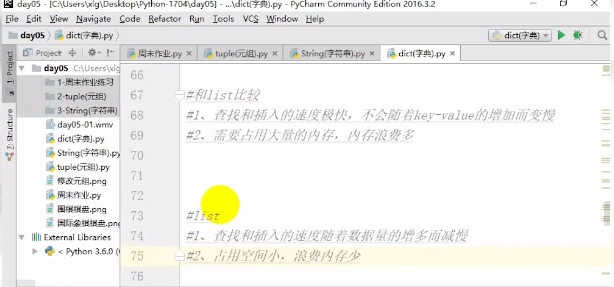 day05 - [C:\Users\xlg\Desktop\Python-1704\day05] - ...\dict(字典).py - PyCharm Community Edition 2016.3.2
File Edit View Navigate Code Refactor Run Tools VCS Window Help
day05 dict(字典).py dict(字典)
Project 周末作业.py tuple(元组).py String(字符串).py dict(字典).py
1: Project
7: Structure
day05
1-周末作业练习
2-tuple(元组)
3-String(字符串)
day05-01.wmv
dict(字典).py
String(字符串).py
tuple(元组).py
修改元组.png
周末作业.py
围棋棋盘.png
国际象棋棋盘.png
External Libraries
< Python 3.6.0 (
66
67 #和list比较
68 #1、查找和插入的速度极快，不会随着key-value的增加而变慢
69 #2、需要占用大量的内存，内存浪费多
70
71
72
73 #list
74 #1、查找和插入的速度随着数据量的增多而减慢
75 #2、占用空间小，浪费内存少
76